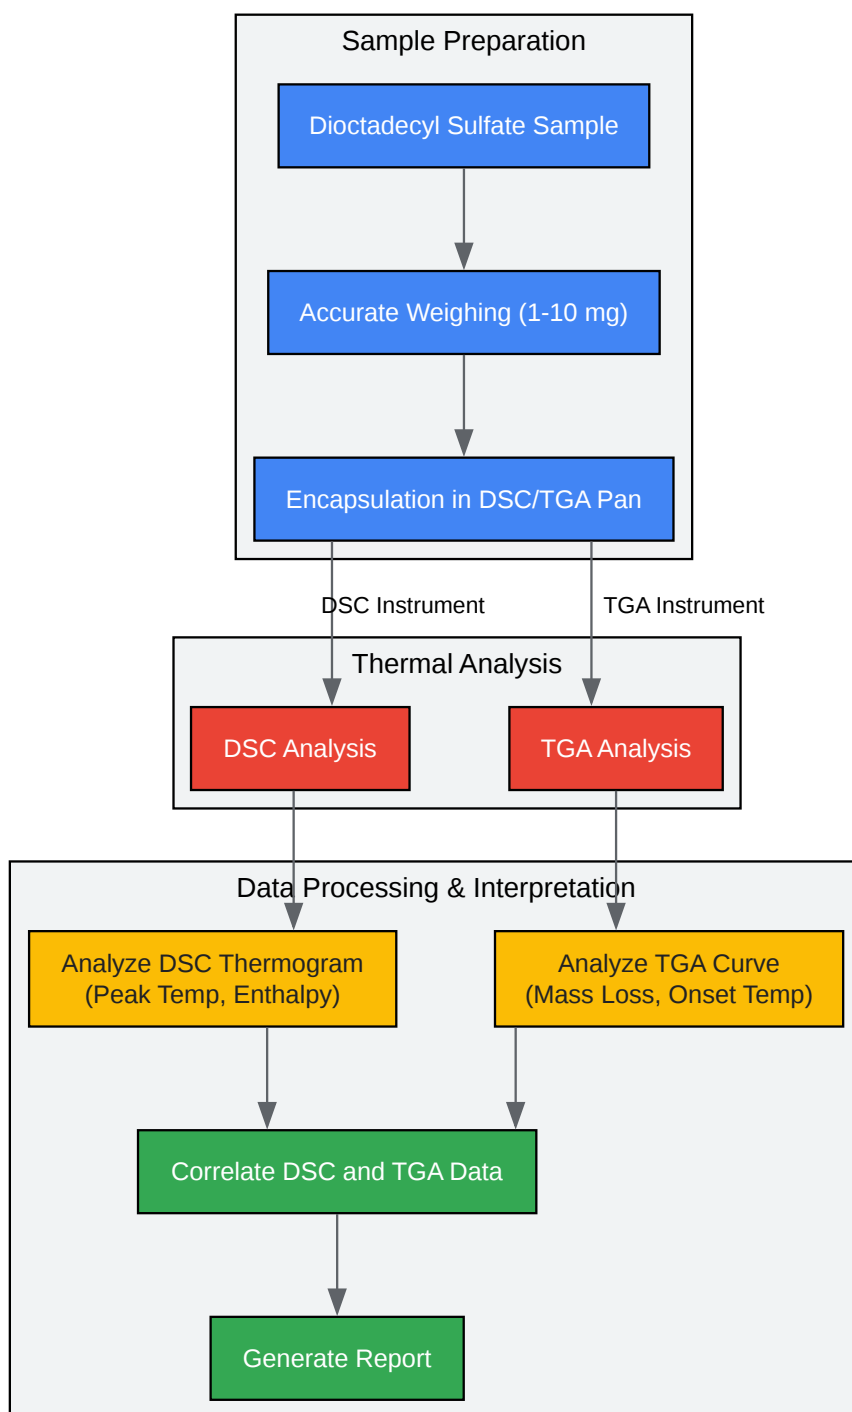 Sample Preparation
Dioctadecyl Sulfate Sample
Accurate Weighing (1-10 mg)
Encapsulation in DSC/TGA Pan
DSC Instrument
TGA Instrument
Thermal Analysis
DSC Analysis
TGA Analysis
Data Processing & Interpretation
Analyze DSC Thermogram
(Peak Temp, Enthalpy)
Analyze TGA Curve
(Mass Loss, Onset Temp)
Correlate DSC and TGA Data
Generate Report